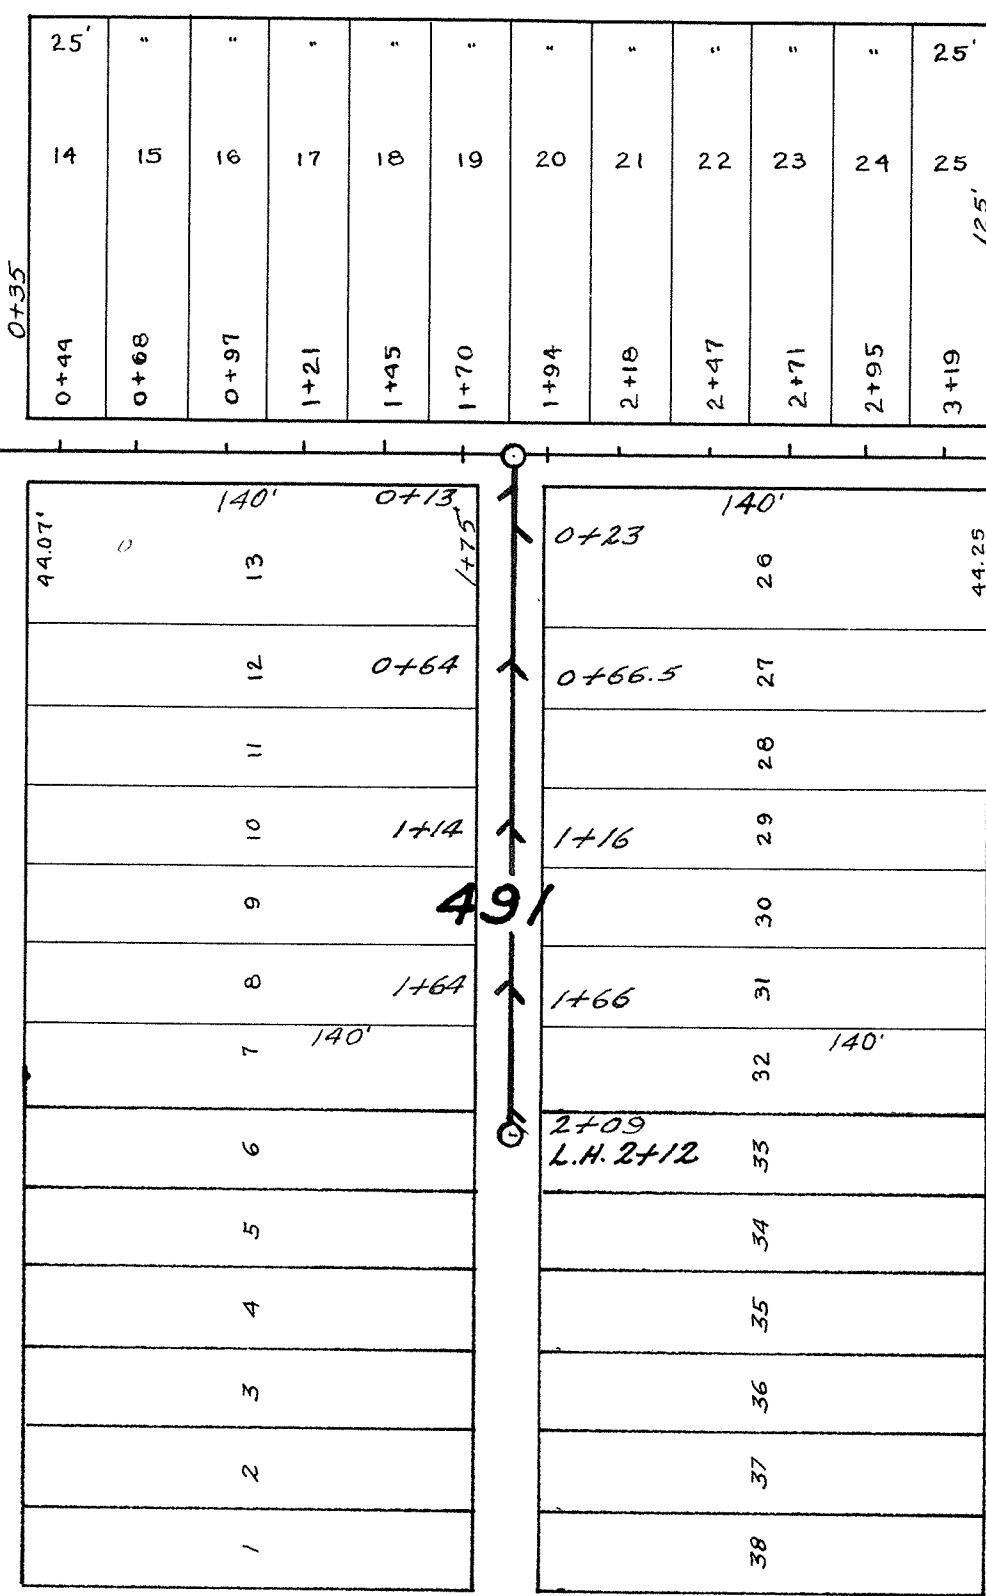 25' " " " " " " " " " " 25'
14 15 16 17 18 19 20 21 22 23 24 25
125'
0+35
0+44 0+68 0+97 1+21 1+45 1+70 1+94 2+18 2+47 2+71 2+95 3+19
140' 0+13 140'
44.07' 13 1+75 0+23 26 44.25
12 0+64 0+66.5 27
11 28
10 1+14 1+16 29
9 491 30
8 1+64 1+66 31
7 140' 32 140'
6 2+09 33
L.H. 2+12
5 34
4 35
3 36
2 37
1 38